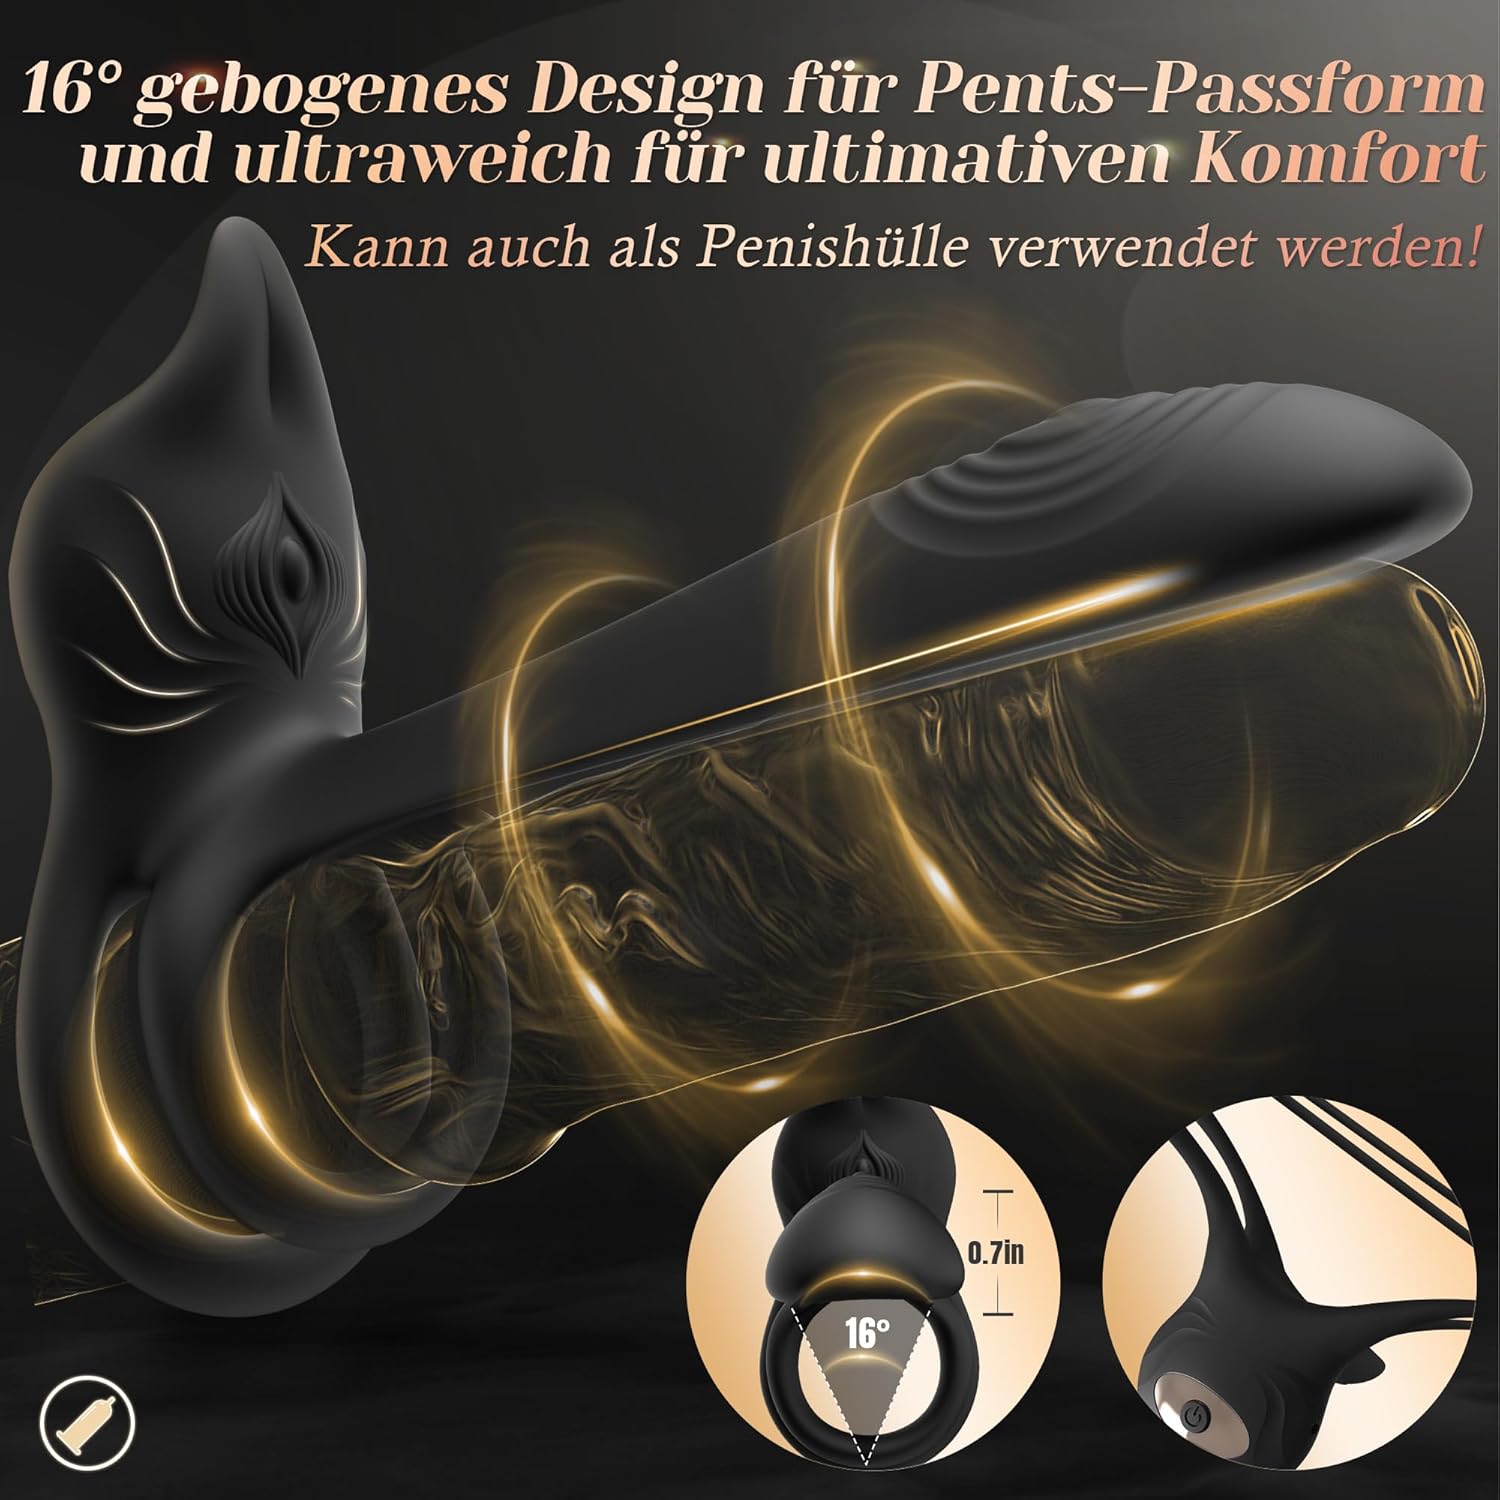 16° gebogenes Design für Pents-Passform
und ultraweich für ultimativen Komfort
Kann auch als Penishülle verwendet werden!
0.7in
16°